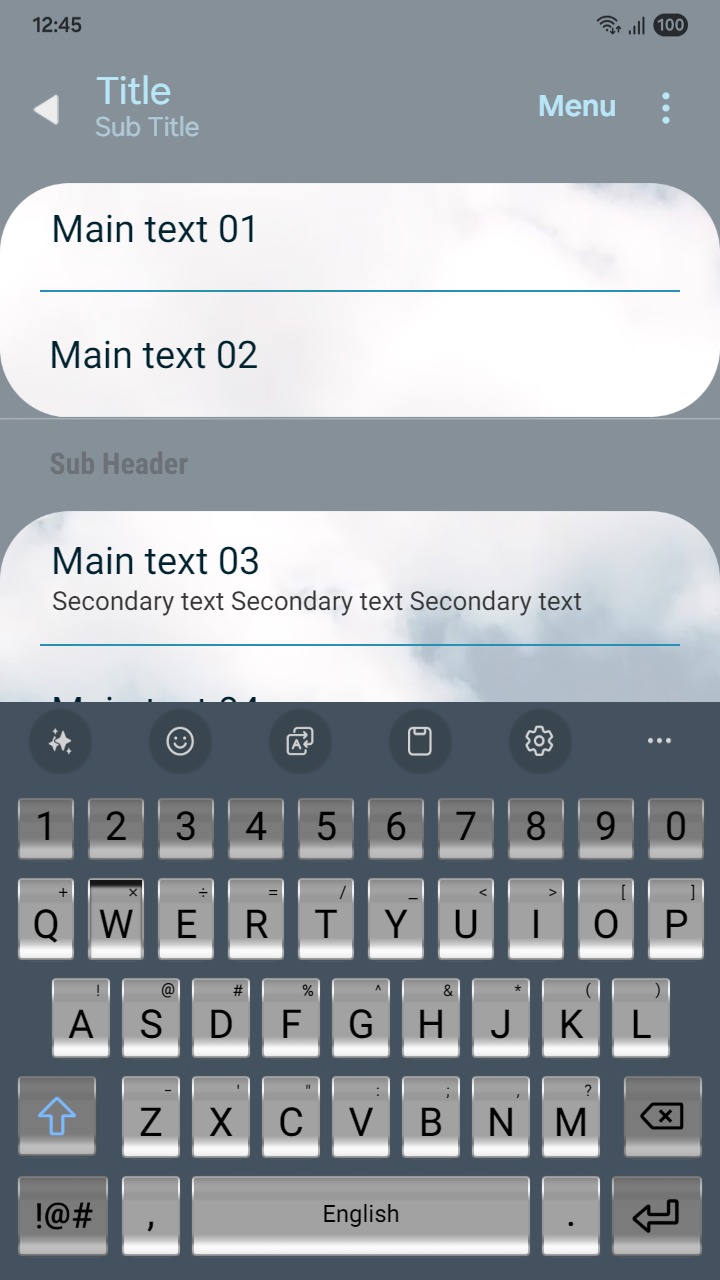 12:45
100
Title
Sub Title
Menu
Main text 01
Main text 02
Sub Header
Main text 03
Secondary text Secondary text Secondary text
1 2 3 4 5 6 7 8 9 0
+ × ÷ = / _ < > [ ]
Q W E R T Y U I O P
! @ # % ^ & * ( )
A S D F G H J K L
- ' " : ; , ?
Z X C V B N M
!@# , English .